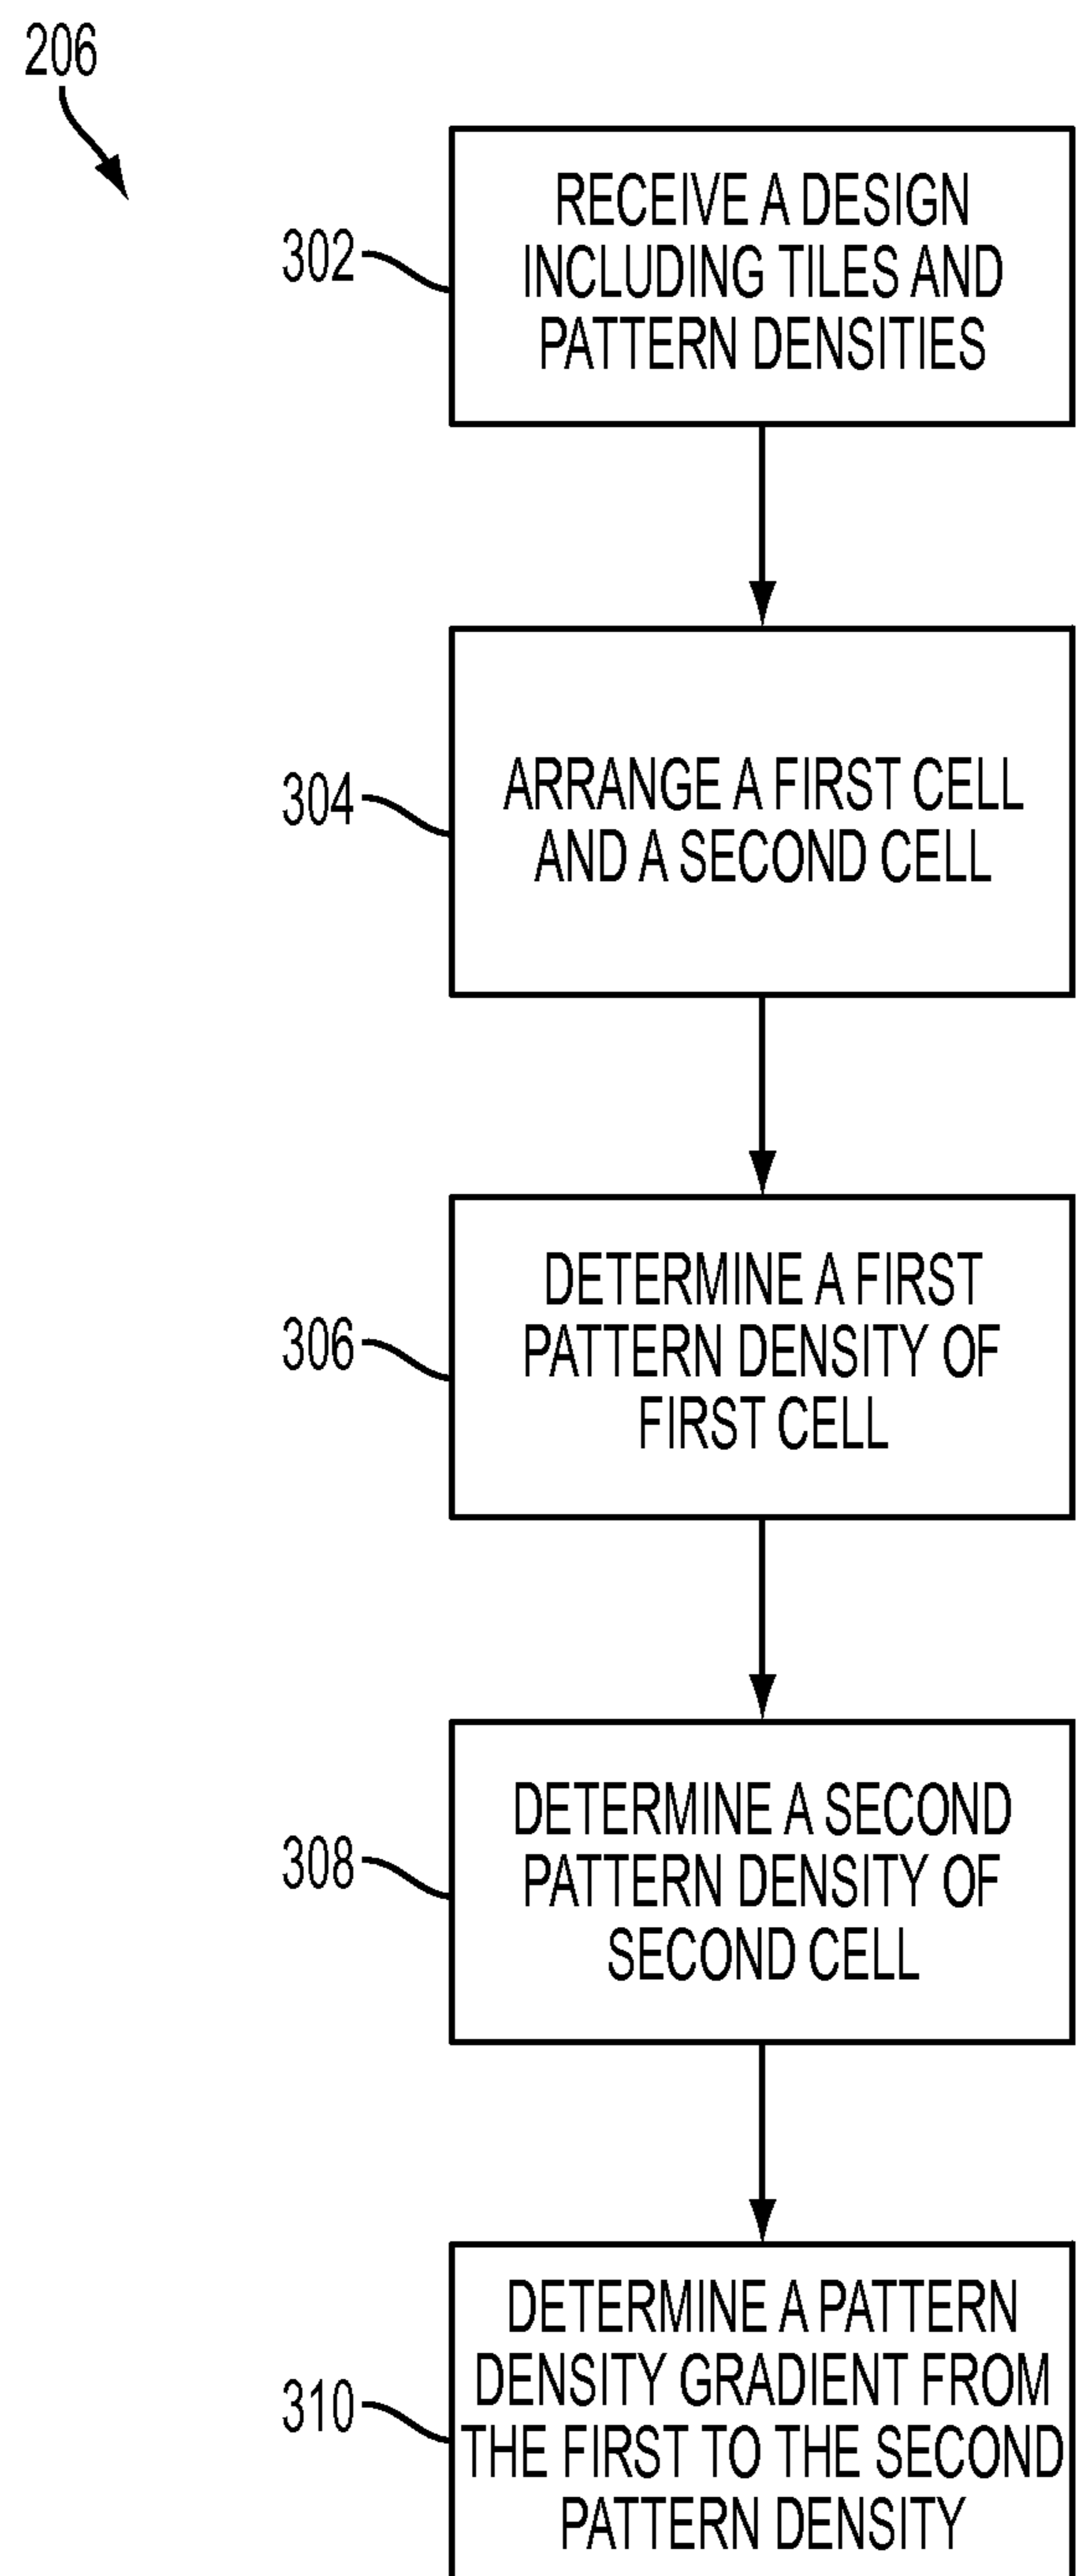 206
302
RECEIVE A DESIGN
INCLUDING TILES AND
PATTERN DENSITIES
304
ARRANGE A FIRST CELL
AND A SECOND CELL
306
DETERMINE A FIRST
PATTERN DENSITY OF
FIRST CELL
308
DETERMINE A SECOND
PATTERN DENSITY OF
SECOND CELL
310
DETERMINE A PATTERN
DENSITY GRADIENT FROM
THE FIRST TO THE SECOND
PATTERN DENSITY